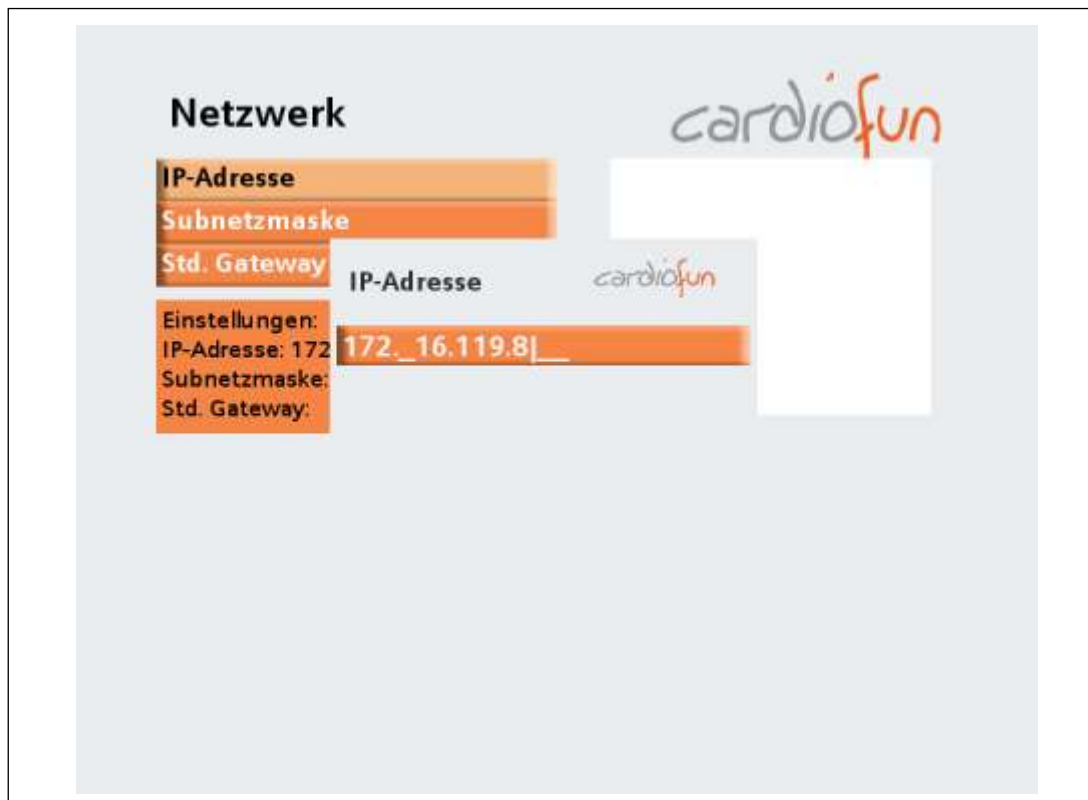 Netzwerk
cardiofun
IP-Adresse
Subnetzmaske
Std. Gateway
IP-Adresse
cardiofun
172._16.119.8|__
Einstellungen:
IP-Adresse: 172
Subnetzmaske:
Std. Gateway: